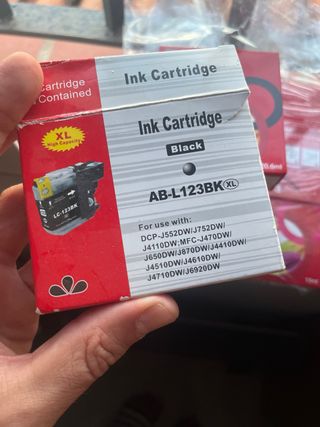 Cartridge
Contained
Ink Cartridge
XL
High Capacity
LC-123BK
Ink Cartridge
Black
AB-L123BK XL
For use with:
DCP-J552DW/J752DW/
J4110DW;MFC-J470DW/
J650DW/J870DW/J4410DW/
J4510DW/J4610DW/
J4710DW/J6920DW